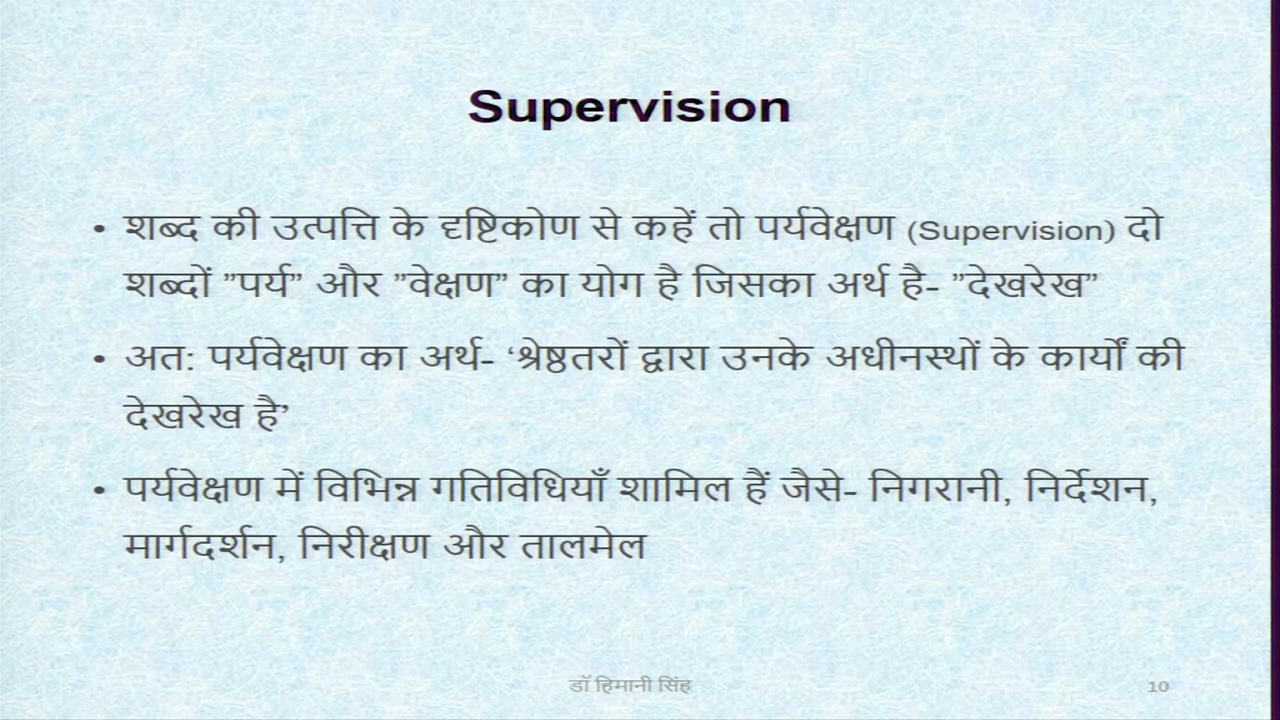 Supervision
• शब्द की उत्पत्ति के दृष्टिकोण से कहें तो पर्यवेक्षण (Supervision) दो
शब्दों ”पर्य” और ”वेक्षण” का योग है जिसका अर्थ है- ”देखरेख”
• अत: पर्यवेक्षण का अर्थ- ‘श्रेष्ठतरों द्वारा उनके अधीनस्थों के कार्यों की
देखरेख है’
• पर्यवेक्षण में विभिन्न गतिविधियाँ शामिल हैं जैसे- निगरानी, निर्देशन,
मार्गदर्शन, निरीक्षण और तालमेल
डॉ हिमानी सिंह
10